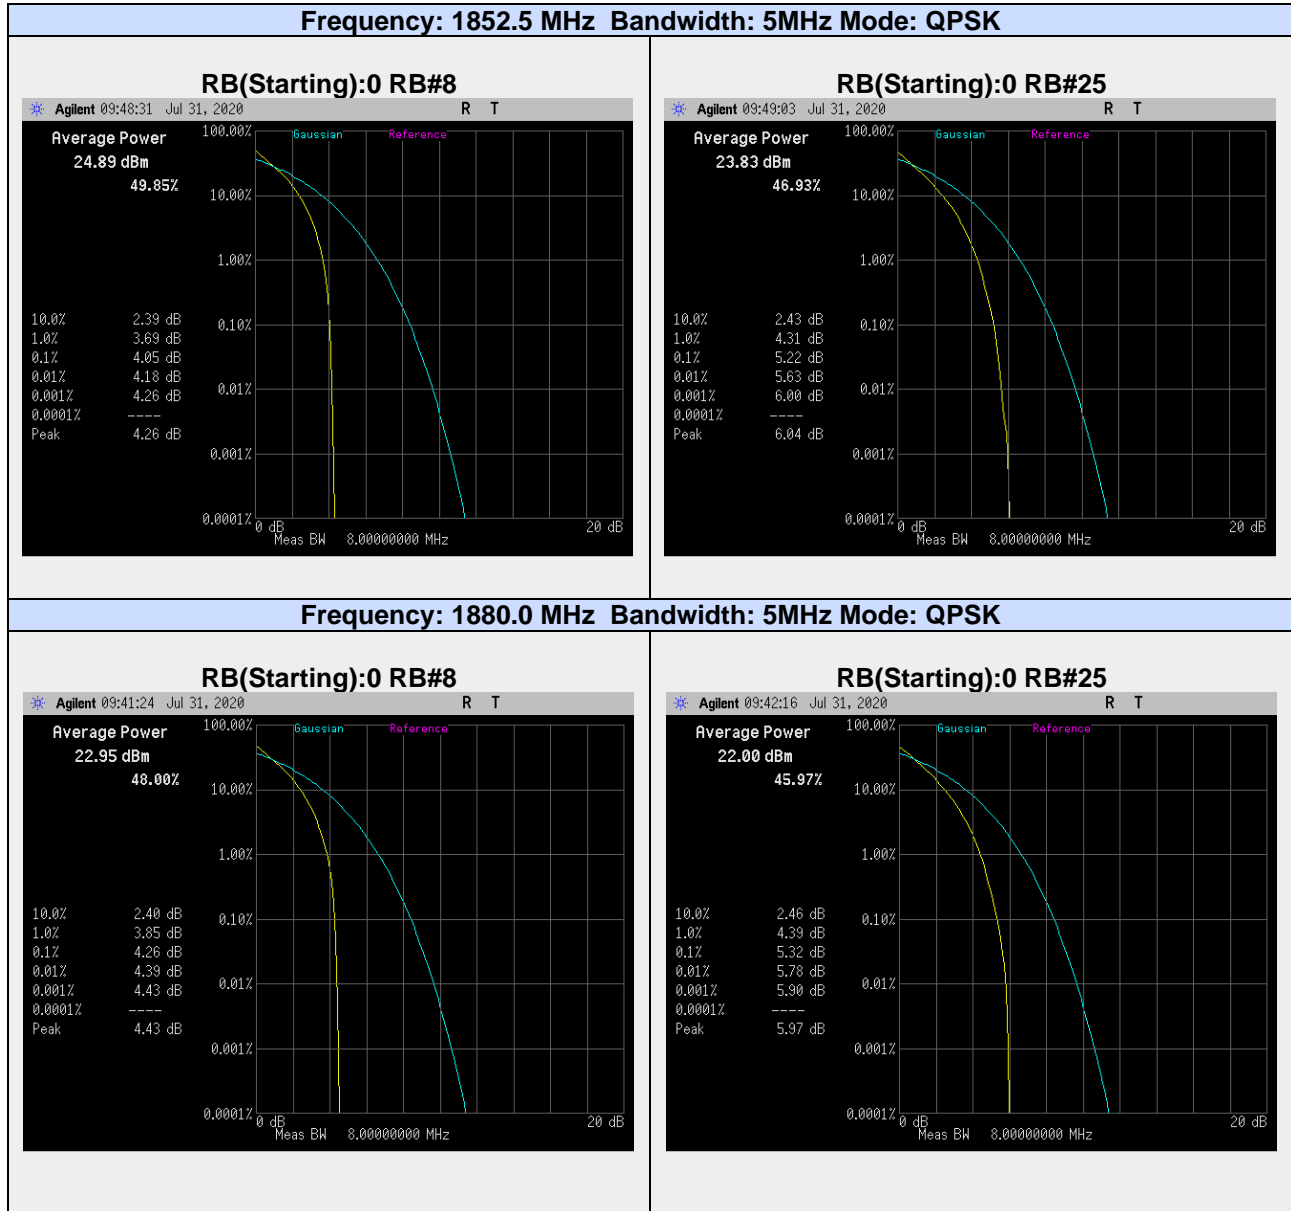 Frequency: 1852.5 MHz Bandwidth: 5MHz Mode: QPSK
RB(Starting):0 RB#8
Agilent 09:48:31 Jul 31, 2020 R T
Average Power
24.89 dBm
49.85%
10.0% 2.39 dB
1.0% 3.69 dB
0.1% 4.05 dB
0.01% 4.18 dB
0.001% 4.26 dB
0.0001% ----
Peak 4.26 dB
Gaussian Reference
100.00%
10.00%
1.00%
0.10%
0.01%
0.001%
0.0001%
0 dB 20 dB
Meas BW 8.00000000 MHz
RB(Starting):0 RB#25
Agilent 09:49:03 Jul 31, 2020 R T
Average Power
23.83 dBm
46.93%
10.0% 2.43 dB
1.0% 4.31 dB
0.1% 5.22 dB
0.01% 5.63 dB
0.001% 6.00 dB
0.0001% ----
Peak 6.04 dB
Gaussian Reference
100.00%
10.00%
1.00%
0.10%
0.01%
0.001%
0.0001%
0 dB 20 dB
Meas BW 8.00000000 MHz
Frequency: 1880.0 MHz Bandwidth: 5MHz Mode: QPSK
RB(Starting):0 RB#8
Agilent 09:41:24 Jul 31, 2020 R T
Average Power
22.95 dBm
48.00%
10.0% 2.40 dB
1.0% 3.85 dB
0.1% 4.26 dB
0.01% 4.39 dB
0.001% 4.43 dB
0.0001% ----
Peak 4.43 dB
Gaussian Reference
100.00%
10.00%
1.00%
0.10%
0.01%
0.001%
0.0001%
0 dB 20 dB
Meas BW 8.00000000 MHz
RB(Starting):0 RB#25
Agilent 09:42:16 Jul 31, 2020 R T
Average Power
22.00 dBm
45.97%
10.0% 2.46 dB
1.0% 4.39 dB
0.1% 5.32 dB
0.01% 5.78 dB
0.001% 5.90 dB
0.0001% ----
Peak 5.97 dB
Gaussian Reference
100.00%
10.00%
1.00%
0.10%
0.01%
0.001%
0.0001%
0 dB 20 dB
Meas BW 8.00000000 MHz